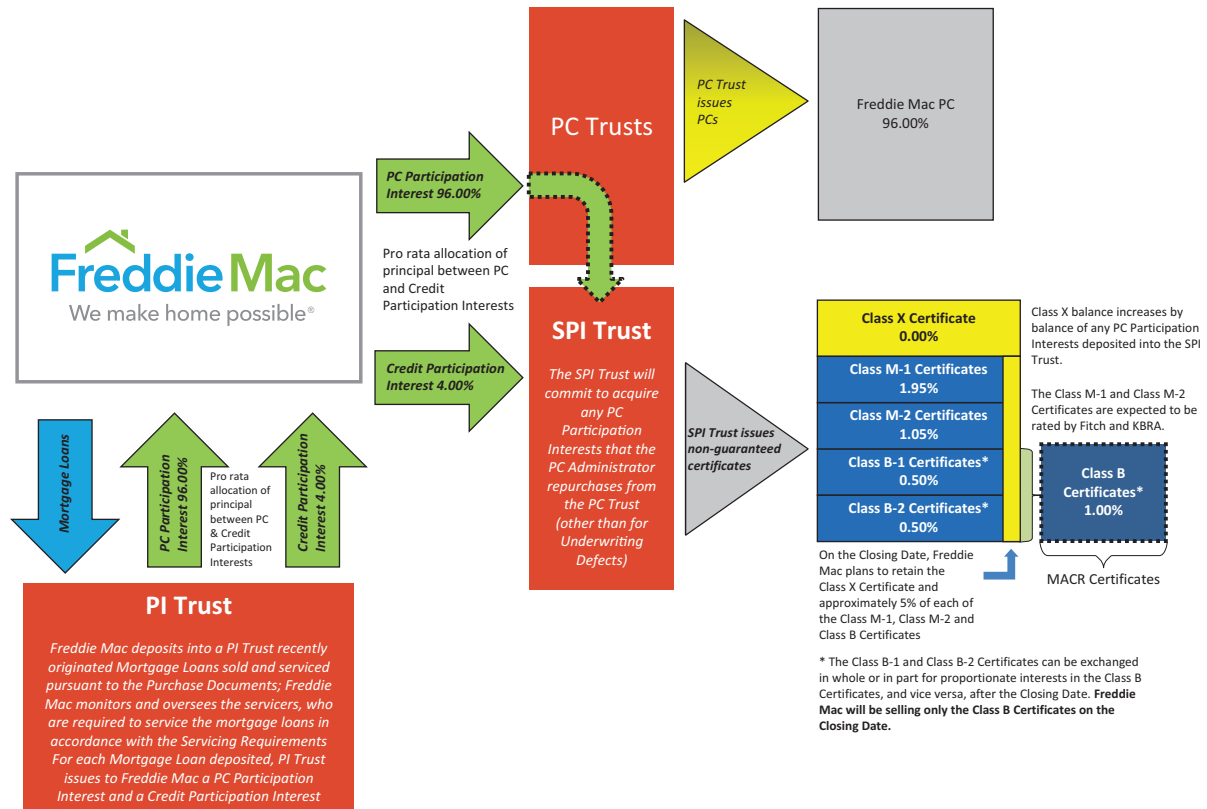 PC Trusts
PC Trust
issues
PCs
Freddie Mac PC
96.00%
PC Participation
Interest 96.00%
Freddie Mac
We make home possible®
Pro rata allocation of
principal between PC
and Credit
Participation Interests
Credit Participation
Interest 4.00%
SPI Trust
The SPI Trust will
commit to acquire
any PC
Participation
Interests that the
PC Administrator
repurchases from
the PC Trust
(other than for
Underwriting
Defects)
SPI Trust issues
non-guaranteed
certificates
Class X Certificate
0.00%
Class M-1 Certificates
1.95%
Class M-2 Certificates
1.05%
Class B-1 Certificates*
0.50%
Class B-2 Certificates*
0.50%
Class X balance increases by
balance of any PC Participation
Interests deposited into the SPI
Trust.
The Class M-1 and Class M-2
Certificates are expected to be
rated by Fitch and KBRA.
Class B
Certificates*
1.00%
MACR Certificates
On the Closing Date, Freddie
Mac plans to retain the
Class X Certificate and
approximately 5% of each of
the Class M-1, Class M-2 and
Class B Certificates
* The Class B-1 and Class B-2 Certificates can be exchanged
in whole or in part for proportionate interests in the Class B
Certificates, and vice versa, after the Closing Date. Freddie
Mac will be selling only the Class B Certificates on the
Closing Date.
Mortgage Loans
PC Participation
Interest 96.00%
Pro rata
allocation of
principal
between PC
& Credit
Participation
Interests
Credit Participation
Interest 4.00%
PI Trust
Freddie Mac deposits into a PI Trust recently
originated Mortgage Loans sold and serviced
pursuant to the Purchase Documents; Freddie
Mac monitors and oversees the servicers, who
are required to service the mortgage loans in
accordance with the Servicing Requirements
For each Mortgage Loan deposited, PI Trust
issues to Freddie Mac a PC Participation
Interest and a Credit Participation Interest